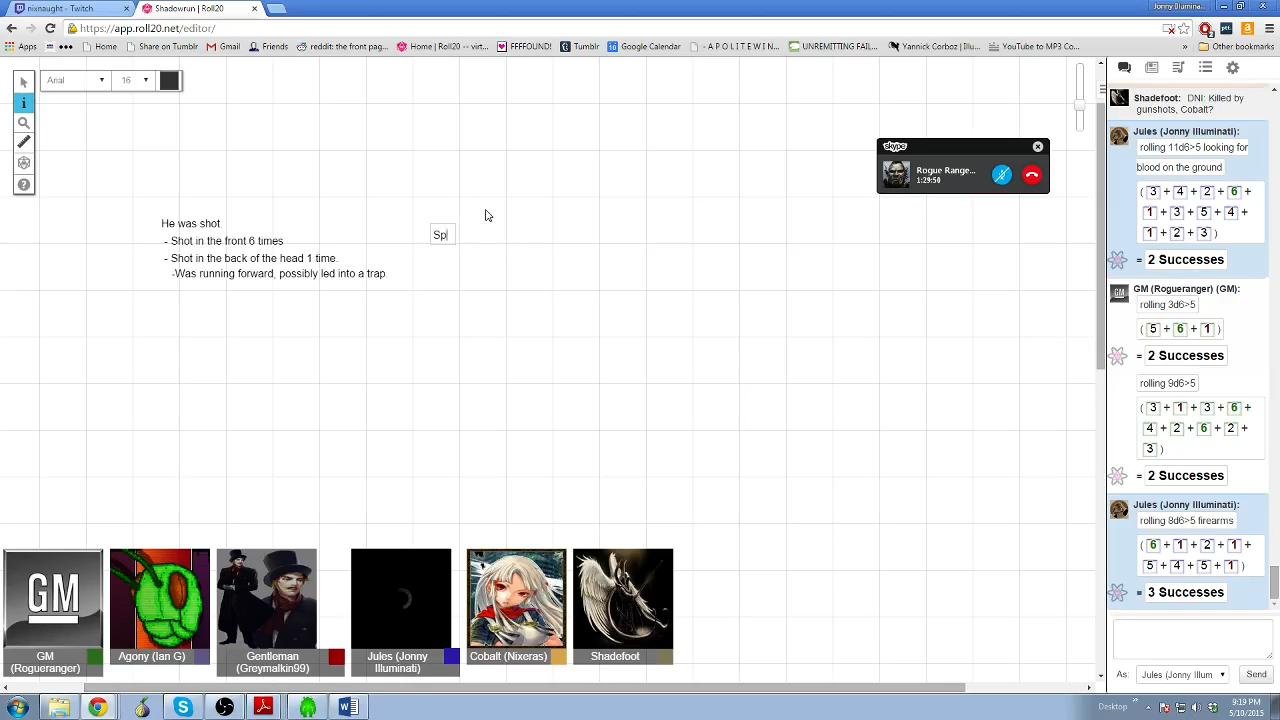 nixnaught - Twitch
Shadowrun | Roll20
Jonny.Illumina...
https://app.roll20.net/editor/
Apps
Home
Share on Tumblr
Gmail
Friends
reddit: the front pag...
Home | Roll20 -- virt...
FFFFOUND!
Tumblr
Google Calendar
- A P O L I T E W I N...
UNREMITTING FAIL...
Yannick Corboz | Illu...
YouTube to MP3 Co...
Other bookmarks
Arial
16
He was shot.
- Shot in the front 6 times
- Shot in the back of the head 1 time.
-Was running forward, possibly led into a trap.
Sp
skype
Rogue Range...
1:29:50
Shadefoot: DNI: Killed by
gunshots, Cobalt?
Jules (Jonny Illuminati):
rolling 11d6>5 looking for
blood on the ground
( 3 + 4 + 2 + 6 +
1 + 3 + 5 + 4 +
1 + 2 + 3 )
= 2 Successes
GM (Rogueranger) (GM):
rolling 3d6>5
( 5 + 6 + 1 )
= 2 Successes
rolling 9d6>5
( 3 + 1 + 3 + 6 +
4 + 2 + 6 + 2 +
3 )
= 2 Successes
Jules (Jonny Illuminati):
rolling 8d6>5 firearms
( 6 + 1 + 2 + 1 +
5 + 4 + 5 + 1 )
= 3 Successes
As:
Jules (Jonny Illum
Send
GM
GM
(Rogueranger)
Agony (Ian G)
Gentleman
(Greymalkin99)
Jules (Jonny
Illuminati)
Cobalt (Nixeras)
Shadefoot
Desktop
9:19 PM
5/10/2015